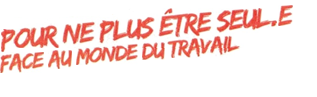 POUR NE PLUS ÊTRE SEUL.E
FACE AU MONDE DU TRAVAIL